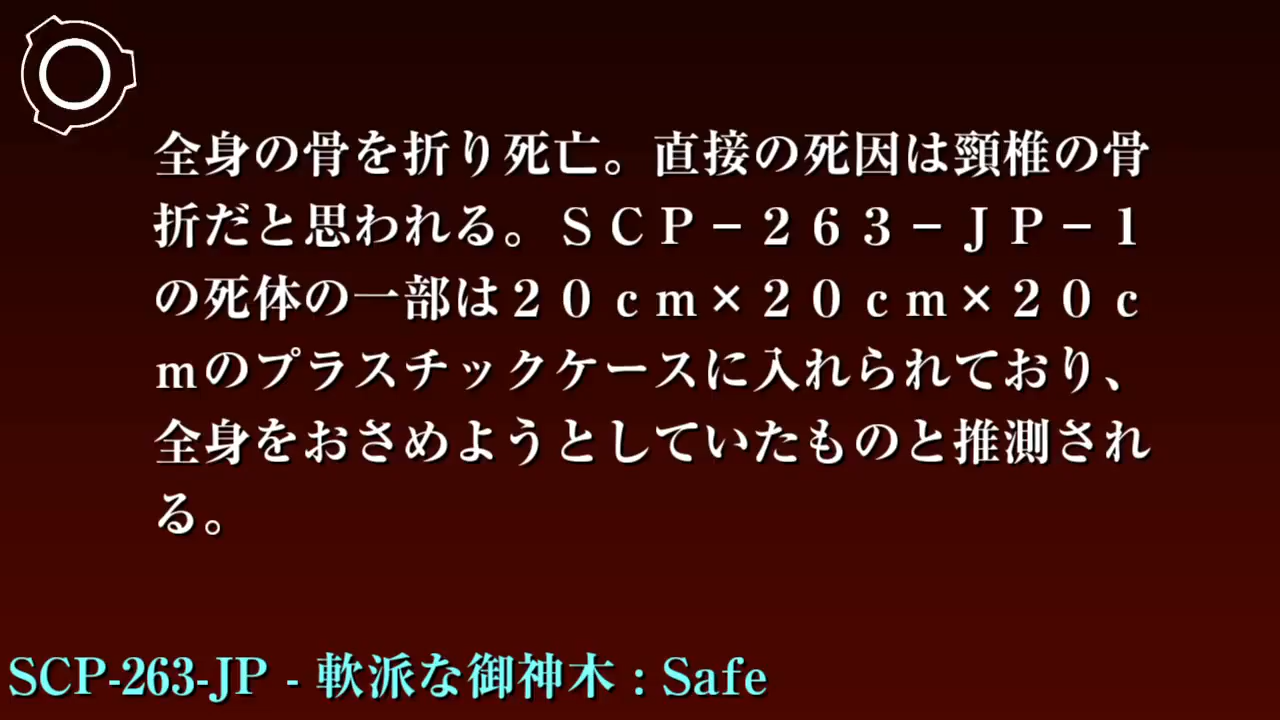 全身の骨を折り死亡。直接の死因は頸椎の骨
折だと思われる。ＳＣＰ－２６３－ＪＰ－１
の死体の一部は２０ｃｍ×２０ｃｍ×２０ｃ
ｍのプラスチックケースに入れられており、
全身をおさめようとしていたものと推測され
る。
SCP-263-JP - 軟派な御神木 : Safe